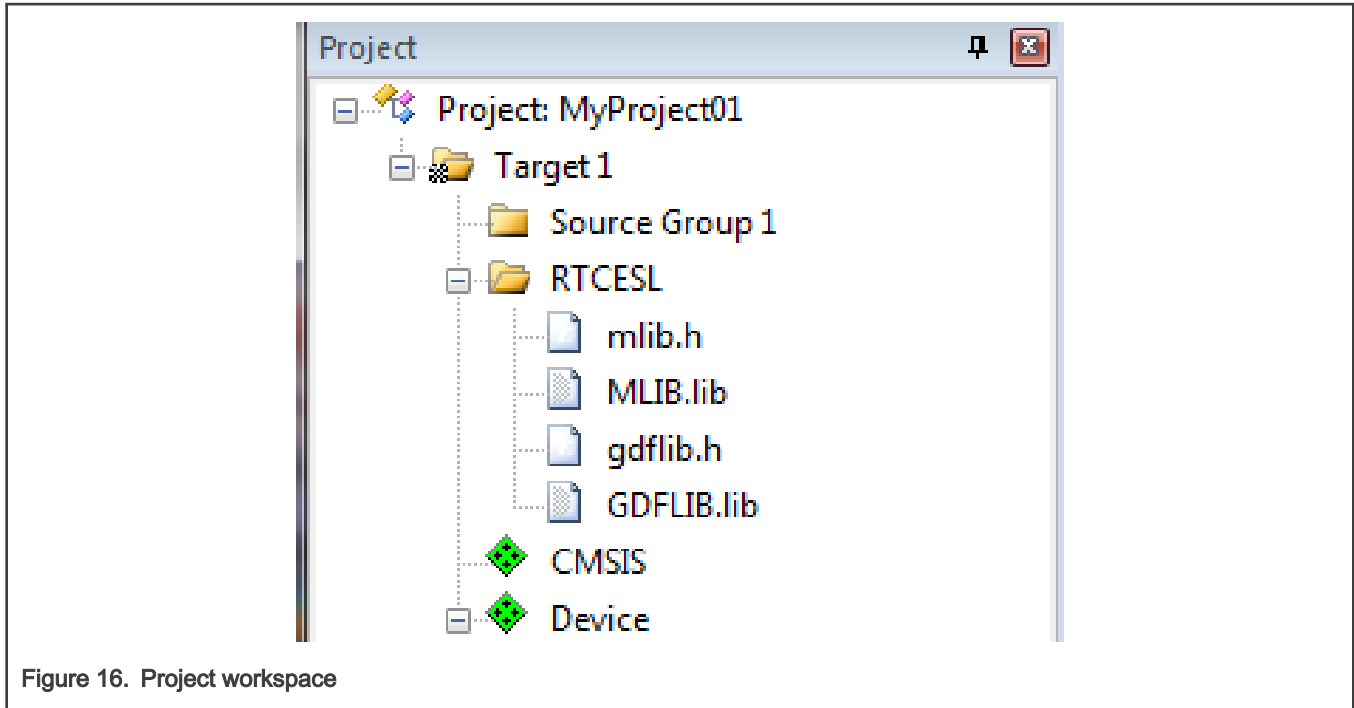 Project
Project: MyProject01
Target 1
Source Group 1
RTCESL
mlib.h
MLIB.lib
gdflib.h
GDFLIB.lib
CMSIS
Device
Figure 16. Project workspace